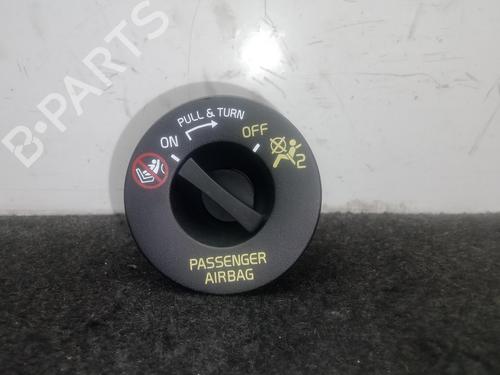 B-PARTS
PULL & TURN
ON
OFF
2
PASSENGER
AIRBAG